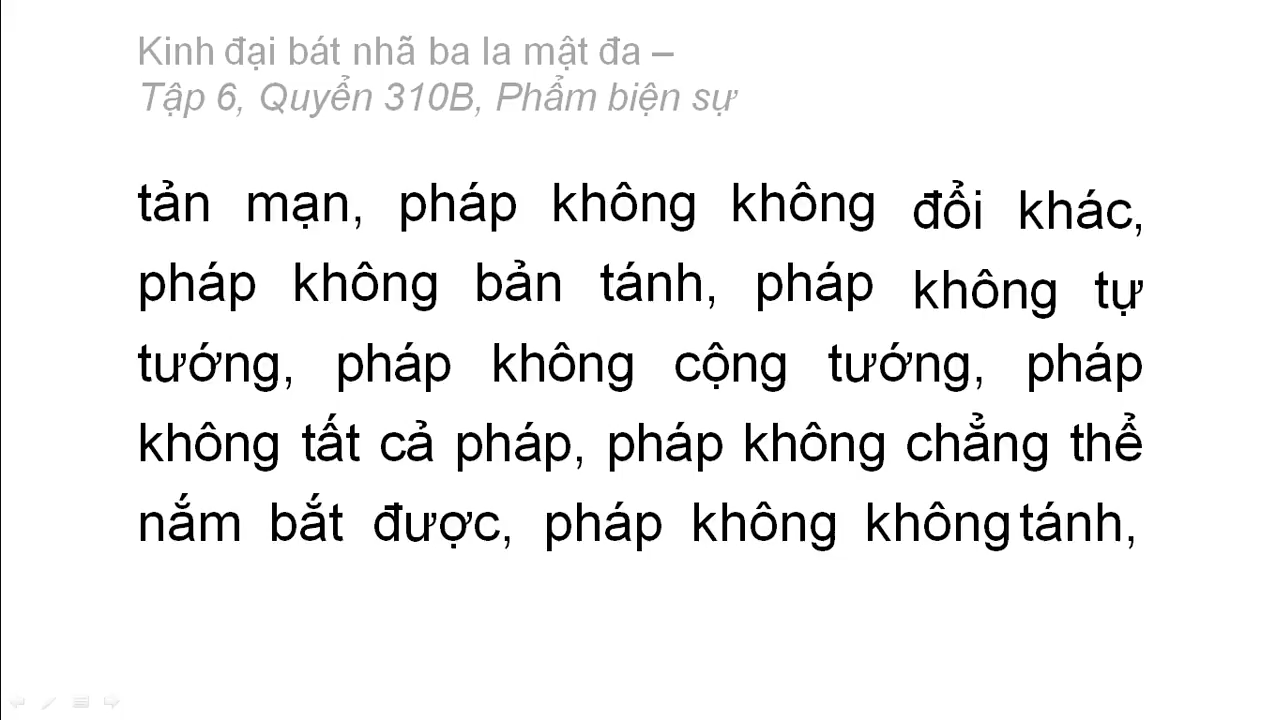 Kinh đại bát nhã ba la mật đa –
Tập 6, Quyển 310B, Phẩm biện sự
tản mạn, pháp không không đổi khác,
pháp không bản tánh, pháp không tự
tướng, pháp không cộng tướng, pháp
không tất cả pháp, pháp không chẳng thể
nắm bắt được, pháp không không tánh,